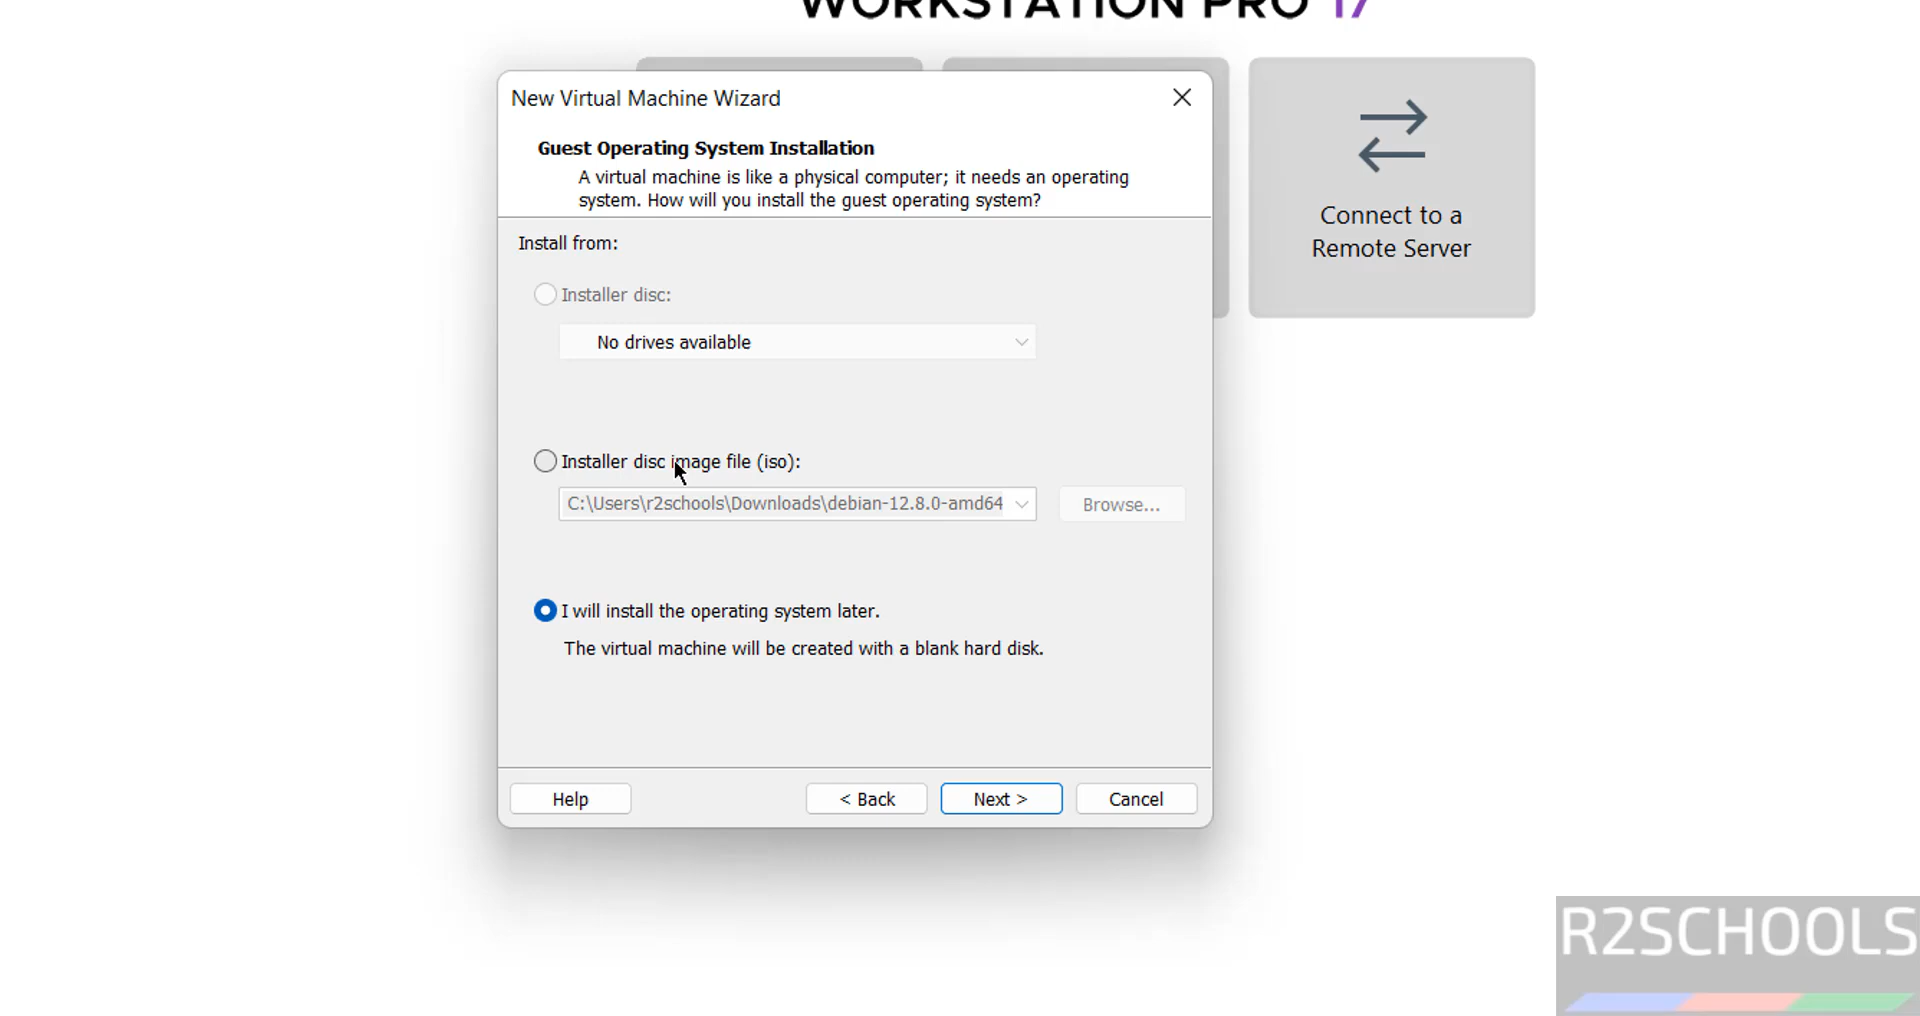 WORKSTATION PRO 17
New Virtual Machine Wizard
Guest Operating System Installation
A virtual machine is like a physical computer; it needs an operating
system. How will you install the guest operating system?
Install from:
Installer disc:
No drives available
Installer disc image file (iso):
C:\Users\r2schools\Downloads\debian-12.8.0-amd64
Browse...
I will install the operating system later.
The virtual machine will be created with a blank hard disk.
Help
< Back
Next >
Cancel
Connect to a
Remote Server
R2SCHOOLS